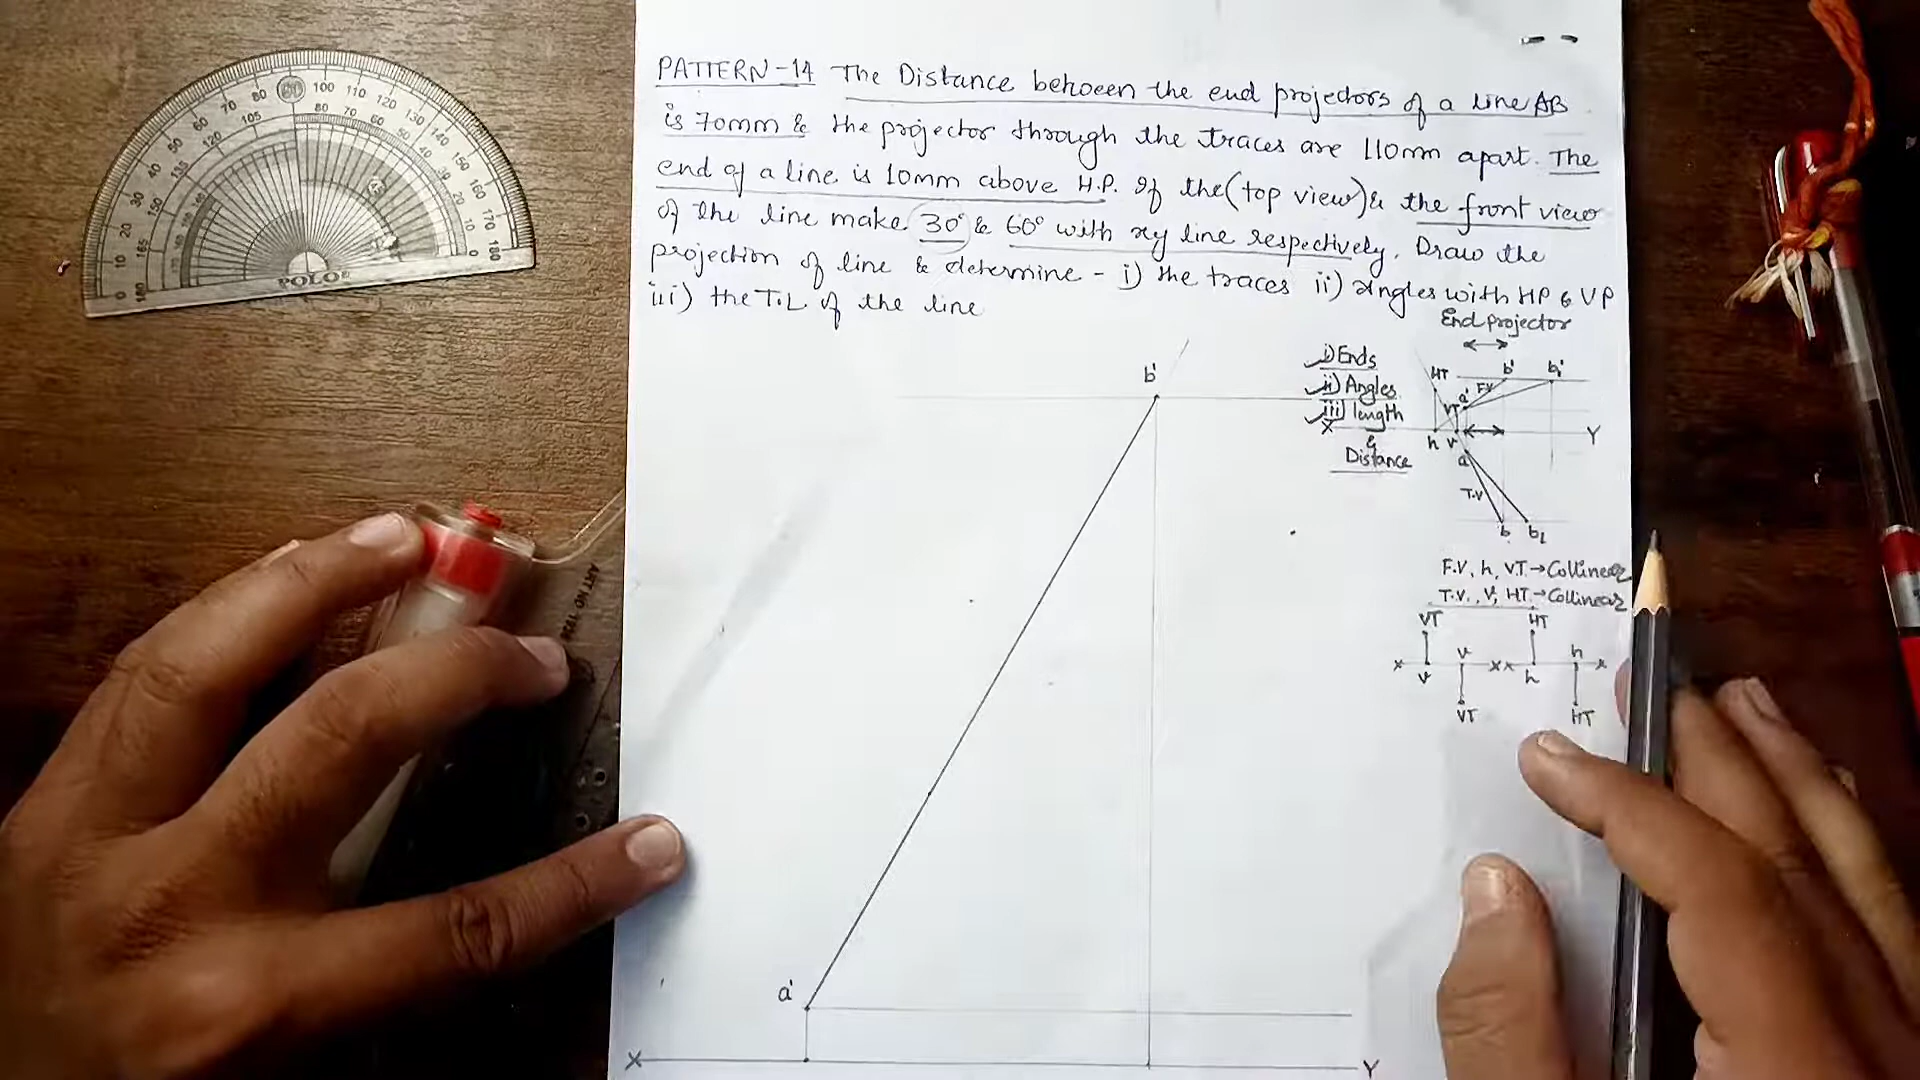 PATTERN-14 The Distance between the end projectors of a line AB
is 70mm & the projector through the traces are 110mm apart. The
end of a line is 10mm above H.P. If the (top view) & the front view
of the line make 30° & 60° with xy line respectively. Draw the
projection of line & determine - i) the traces ii) Angles with HP & VP
iii) the T.L of the line
End projector
i) Ends
ii) Angles
iii) length
&
Distance
HT b' b1'
F.V
VT a'
X Y
h v
a
T.V
b b1
F.V, h, VT → Collinear
T.V., V, HT → Collinear
VT HT
v h
x x x x
v h
VT HT
b'
a'
X Y
POLO
ART NO
0 10 20 30 40 50 60 70 80 90 100 110 120 130 140 150 160 170 180